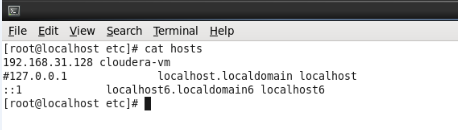 File Edit View Search Terminal Help
[root@localhost etc]# cat hosts
192.168.31.128 cloudera-vm
#127.0.0.1 localhost.localdomain localhost
::1 localhost6.localdomain6 localhost6
[root@localhost etc]#